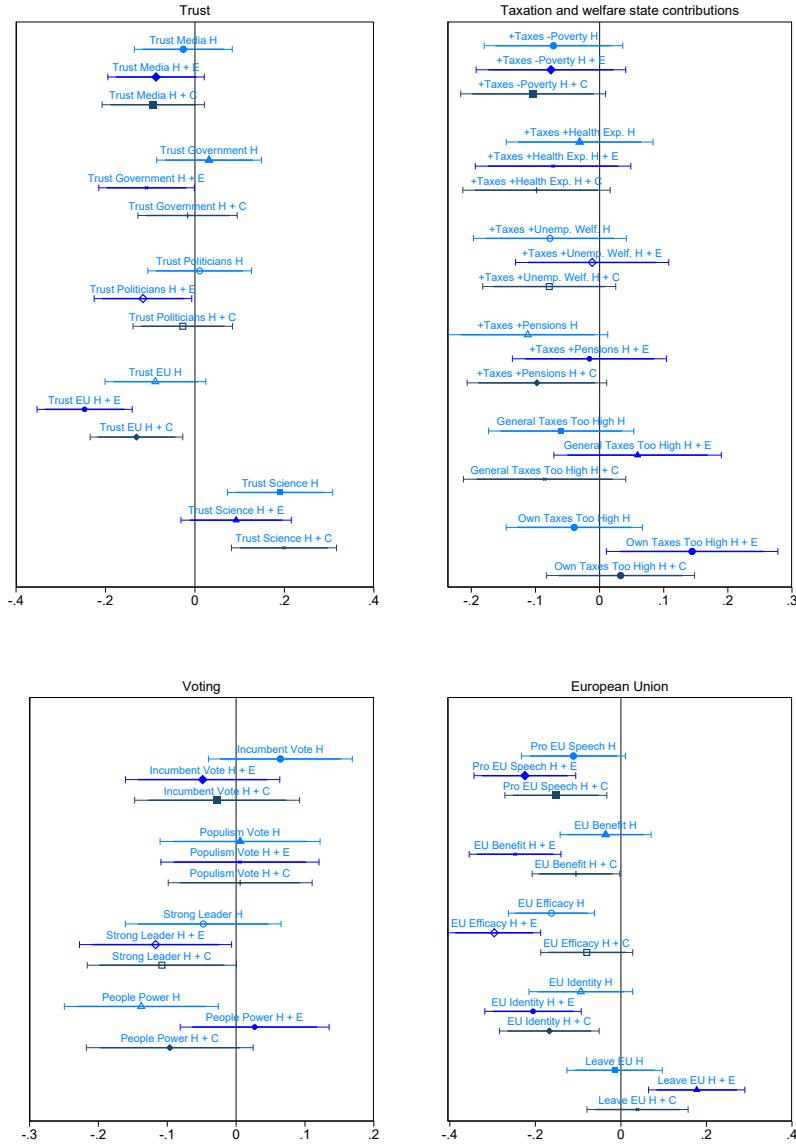 Trust
Trust Media H
Trust Media H + E
Trust Media H + C
Trust Government H
Trust Government H + E
Trust Government H + C
Trust Politicians H
Trust Politicians H + E
Trust Politicians H + C
Trust EU H
Trust EU H + E
Trust EU H + C
Trust Science H
Trust Science H + E
Trust Science H + C
-.4 -.2 0 .2 .4
Taxation and welfare state contributions
+Taxes -Poverty H
+Taxes -Poverty H + E
+Taxes -Poverty H + C
+Taxes +Health Exp. H
+Taxes +Health Exp. H + E
+Taxes +Health Exp. H + C
+Taxes +Unemp. Welf. H
+Taxes +Unemp. Welf. H + E
+Taxes +Unemp. Welf. H + C
+Taxes +Pensions H
+Taxes +Pensions H + E
+Taxes +Pensions H + C
General Taxes Too High H
General Taxes Too High H + E
General Taxes Too High H + C
Own Taxes Too High H
Own Taxes Too High H + E
Own Taxes Too High H + C
-.2 -.1 0 .1 .2 .3
Voting
Incumbent Vote H
Incumbent Vote H + E
Incumbent Vote H + C
Populism Vote H
Populism Vote H + E
Populism Vote H + C
Strong Leader H
Strong Leader H + E
Strong Leader H + C
People Power H
People Power H + E
People Power H + C
-.3 -.2 -.1 0 .1 .2
European Union
Pro EU Speech H
Pro EU Speech H + E
Pro EU Speech H + C
EU Benefit H
EU Benefit H + E
EU Benefit H + C
EU Efficacy H
EU Efficacy H + E
EU Efficacy H + C
EU Identity H
EU Identity H + E
EU Identity H + C
Leave EU H
Leave EU H + E
Leave EU H + C
-.4 -.2 0 .2 .4